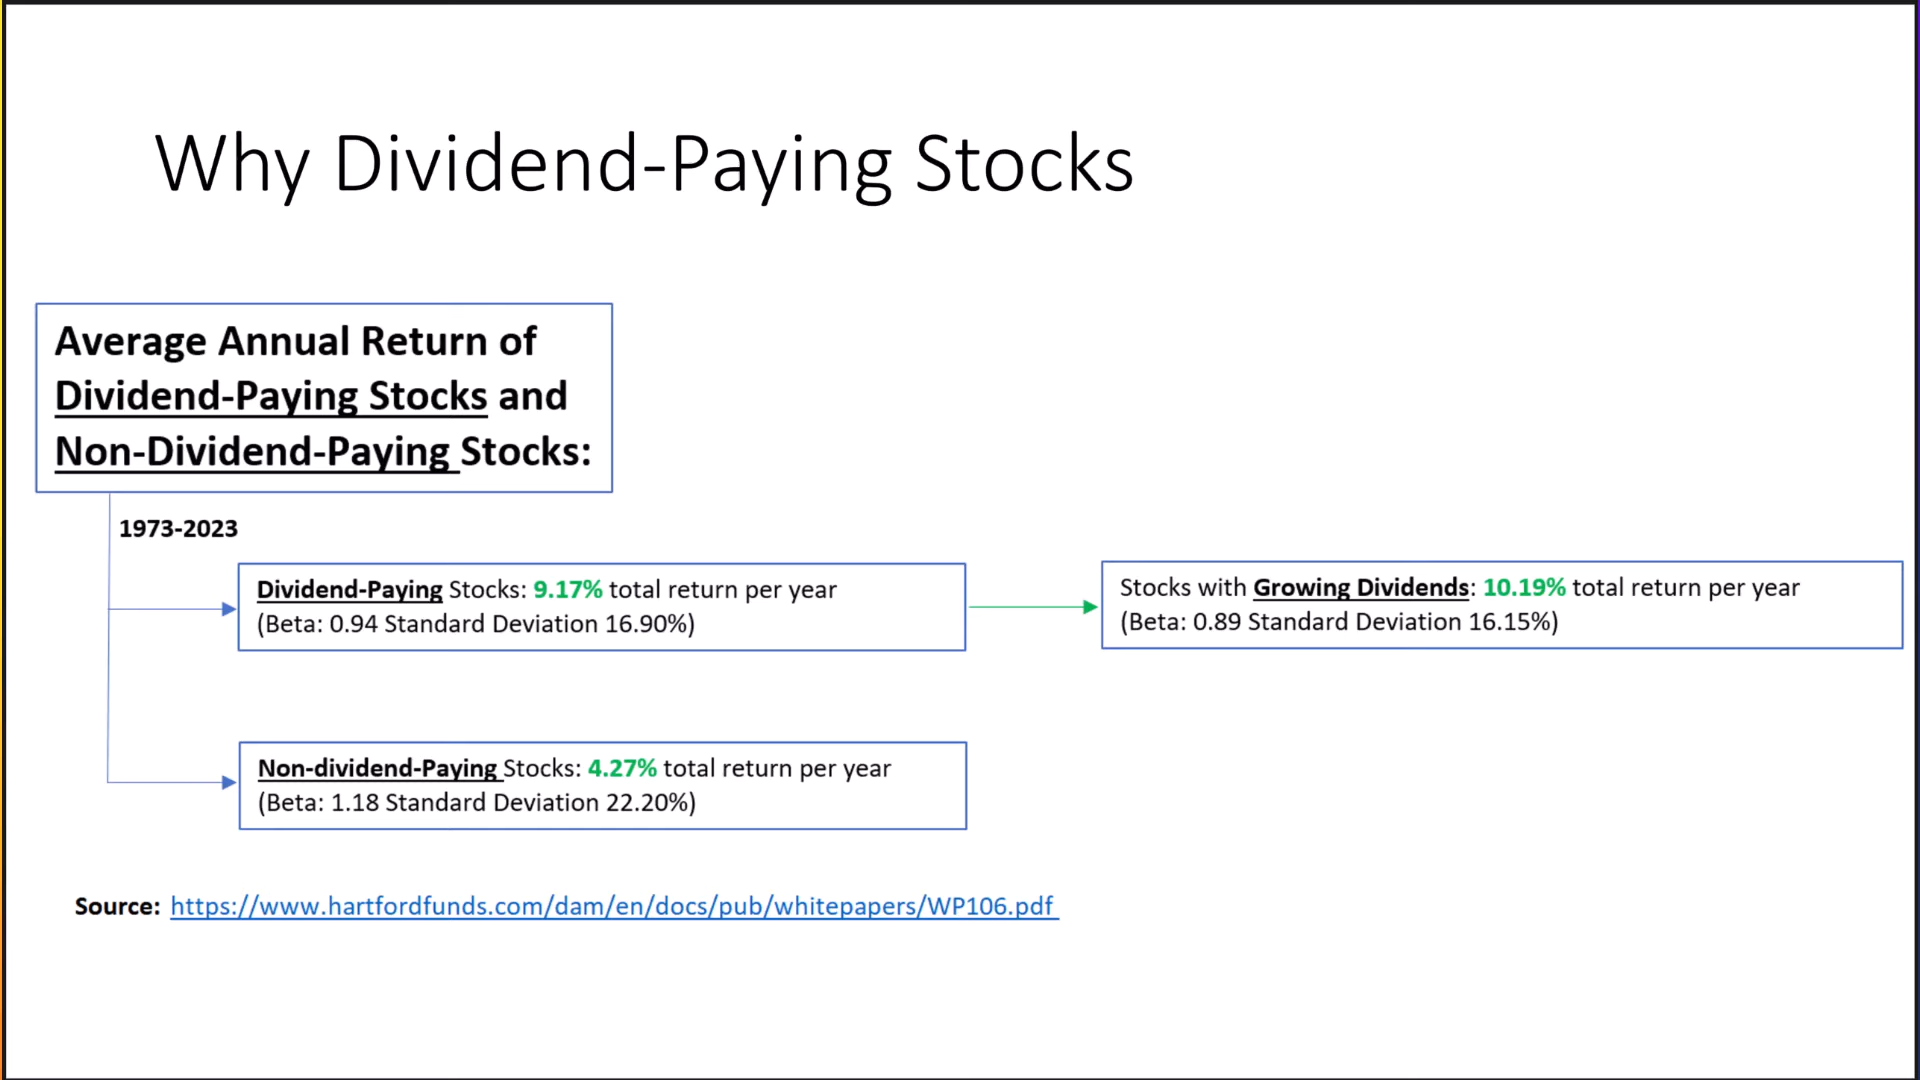 Why Dividend-Paying Stocks
Average Annual Return of
Dividend-Paying Stocks and
Non-Dividend-Paying Stocks:
1973-2023
Dividend-Paying Stocks: 9.17% total return per year
(Beta: 0.94 Standard Deviation 16.90%)
Stocks with Growing Dividends: 10.19% total return per year
(Beta: 0.89 Standard Deviation 16.15%)
Non-dividend-Paying Stocks: 4.27% total return per year
(Beta: 1.18 Standard Deviation 22.20%)
Source: https://www.hartfordfunds.com/dam/en/docs/pub/whitepapers/WP106.pdf